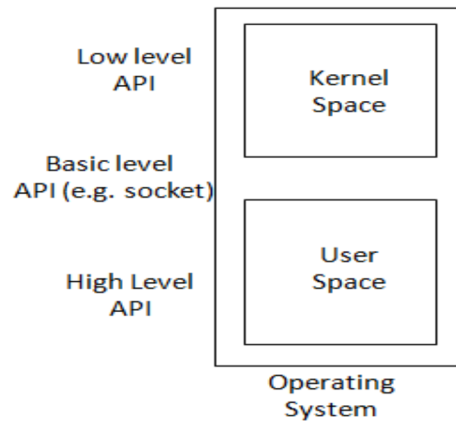 Low level
API
Kernel
Space
Basic level
API (e.g. socket)
High Level
API
User
Space
Operating
System